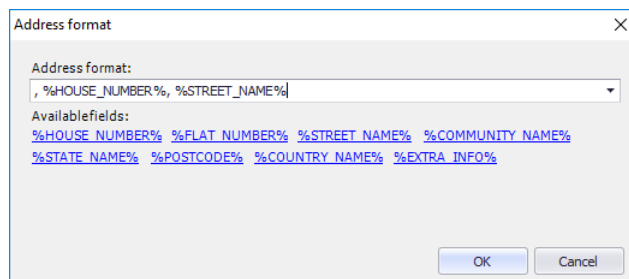 Address format
Address format:
, %HOUSE_NUMBER%, %STREET_NAME%
Availablefields:
%HOUSE_NUMBER% %FLAT_NUMBER% %STREET_NAME% %COMMUNITY_NAME%
%STATE_NAME% %POSTCODE% %COUNTRY_NAME% %EXTRA_INFO%
OK Cancel